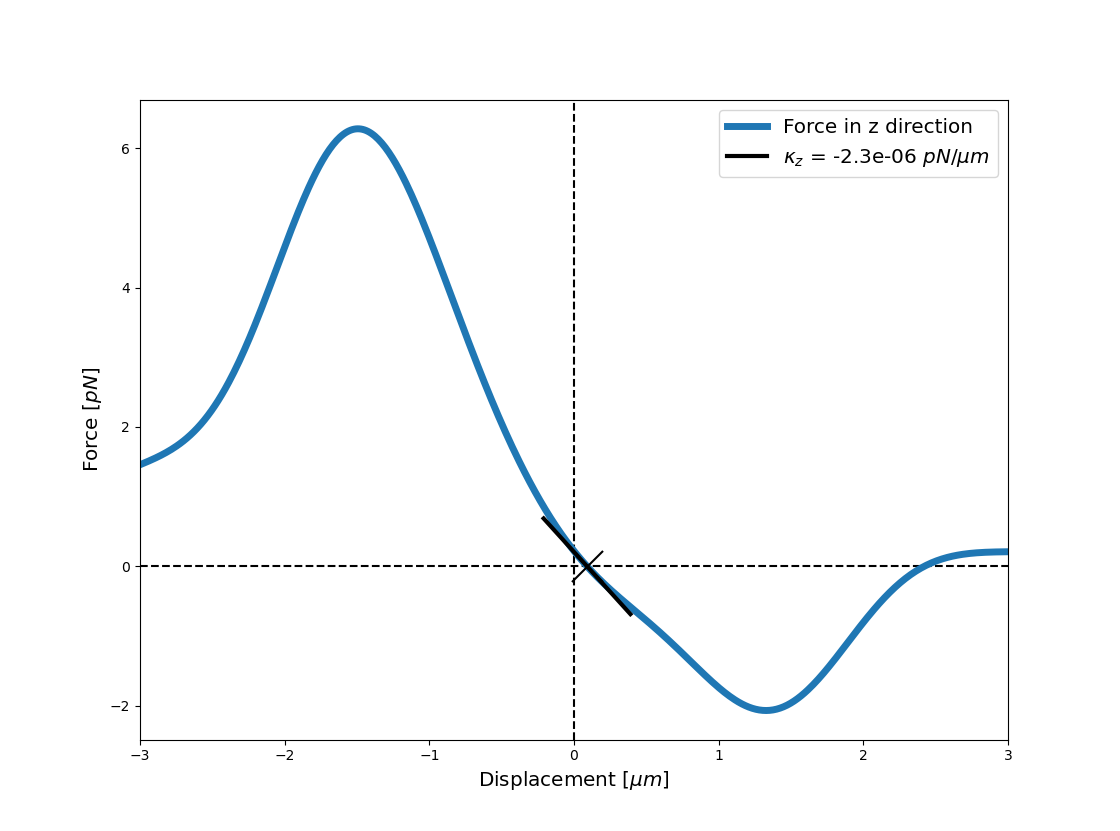 Force in z direction
κz = -2.3e-06 pN/μm
6
4
2
0
−2
Force [pN]
−3 −2 −1 0 1 2 3
Displacement [μm]